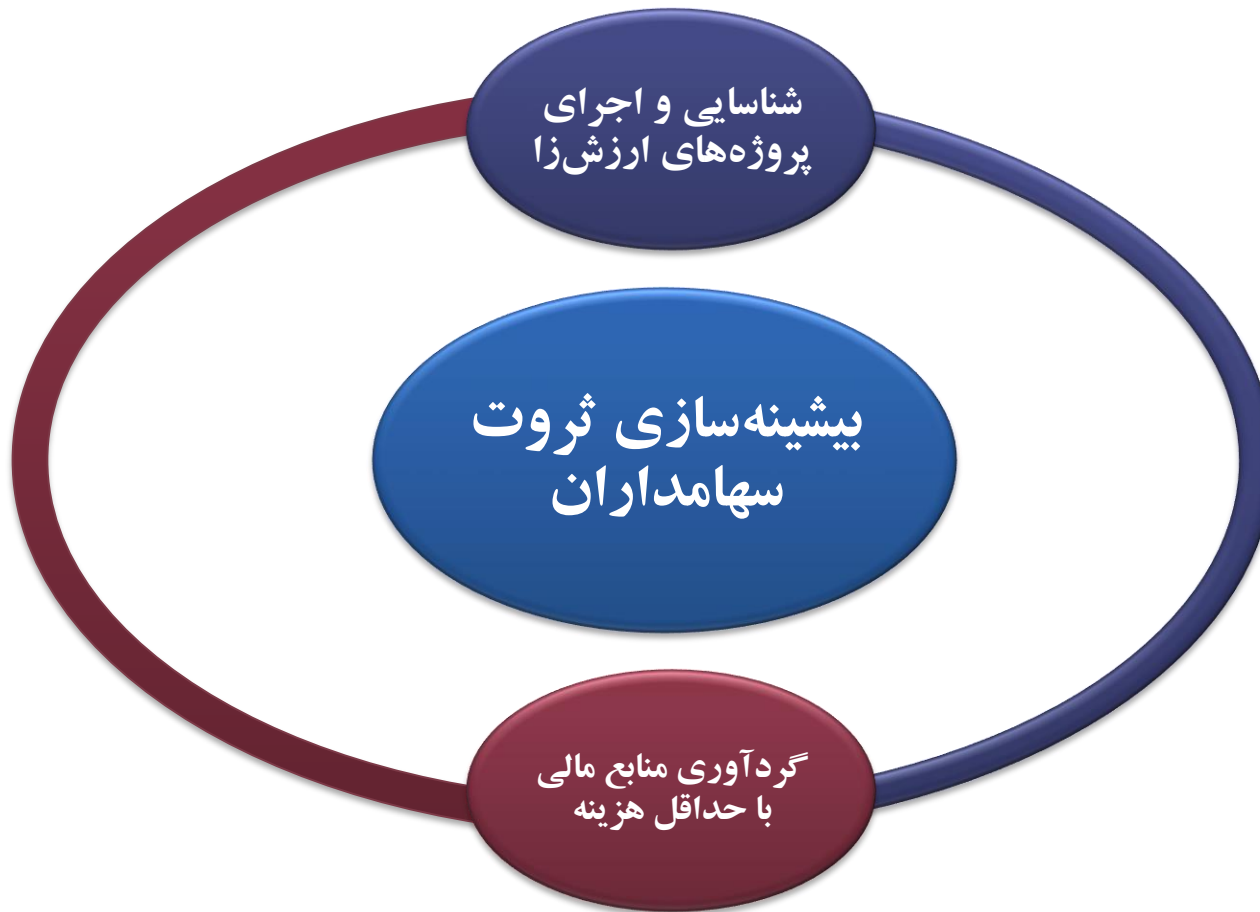 شناسایی و اجرای
پروژه‌های ارزش‌زا
بیشینه‌سازی ثروت
سهامداران
گردآوری منابع مالی
با حداقل هزینه